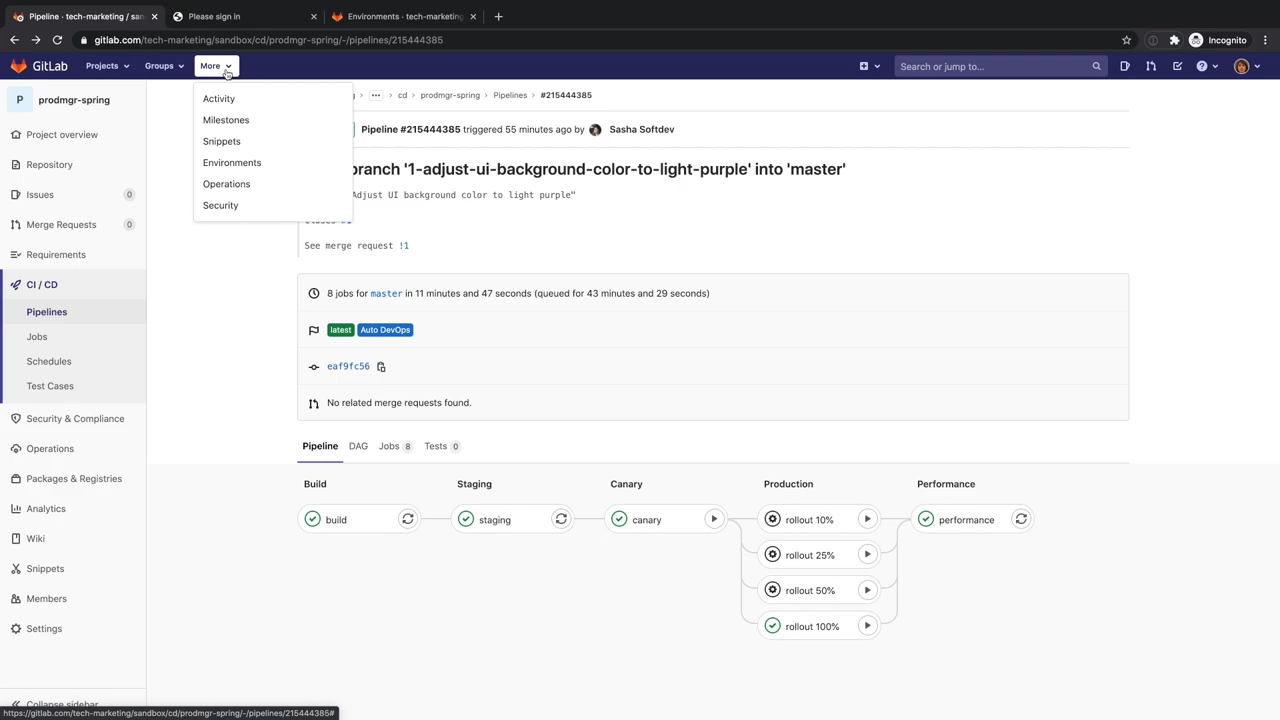 Pipeline · tech-marketing / san
Please sign in
Environments · tech-marketing
gitlab.com/tech-marketing/sandbox/cd/prodmgr-spring/-/pipelines/215444385
Incognito
GitLab
Projects
Groups
More
Search or jump to...
P
prodmgr-spring
Activity
Milestones
Snippets
Environments
Operations
Security
cd
prodmgr-spring
Pipelines
#215444385
Project overview
Repository
Issues 0
Merge Requests 0
Requirements
CI / CD
Pipelines
Jobs
Schedules
Test Cases
Security & Compliance
Operations
Packages & Registries
Analytics
Wiki
Snippets
Members
Settings
Collapse sidebar
Pipeline #215444385 triggered 55 minutes ago by Sasha Softdev
branch '1-adjust-ui-background-color-to-light-purple' into 'master'
Adjust UI background color to light purple"
See merge request !1
8 jobs for master in 11 minutes and 47 seconds (queued for 43 minutes and 29 seconds)
latest Auto DevOps
eaf9fc56
No related merge requests found.
Pipeline DAG Jobs 8 Tests 0
Build Staging Canary Production Performance
build staging canary rollout 10% performance
rollout 25%
rollout 50%
rollout 100%
https://gitlab.com/tech-marketing/sandbox/cd/prodmgr-spring/-/pipelines/215444385#